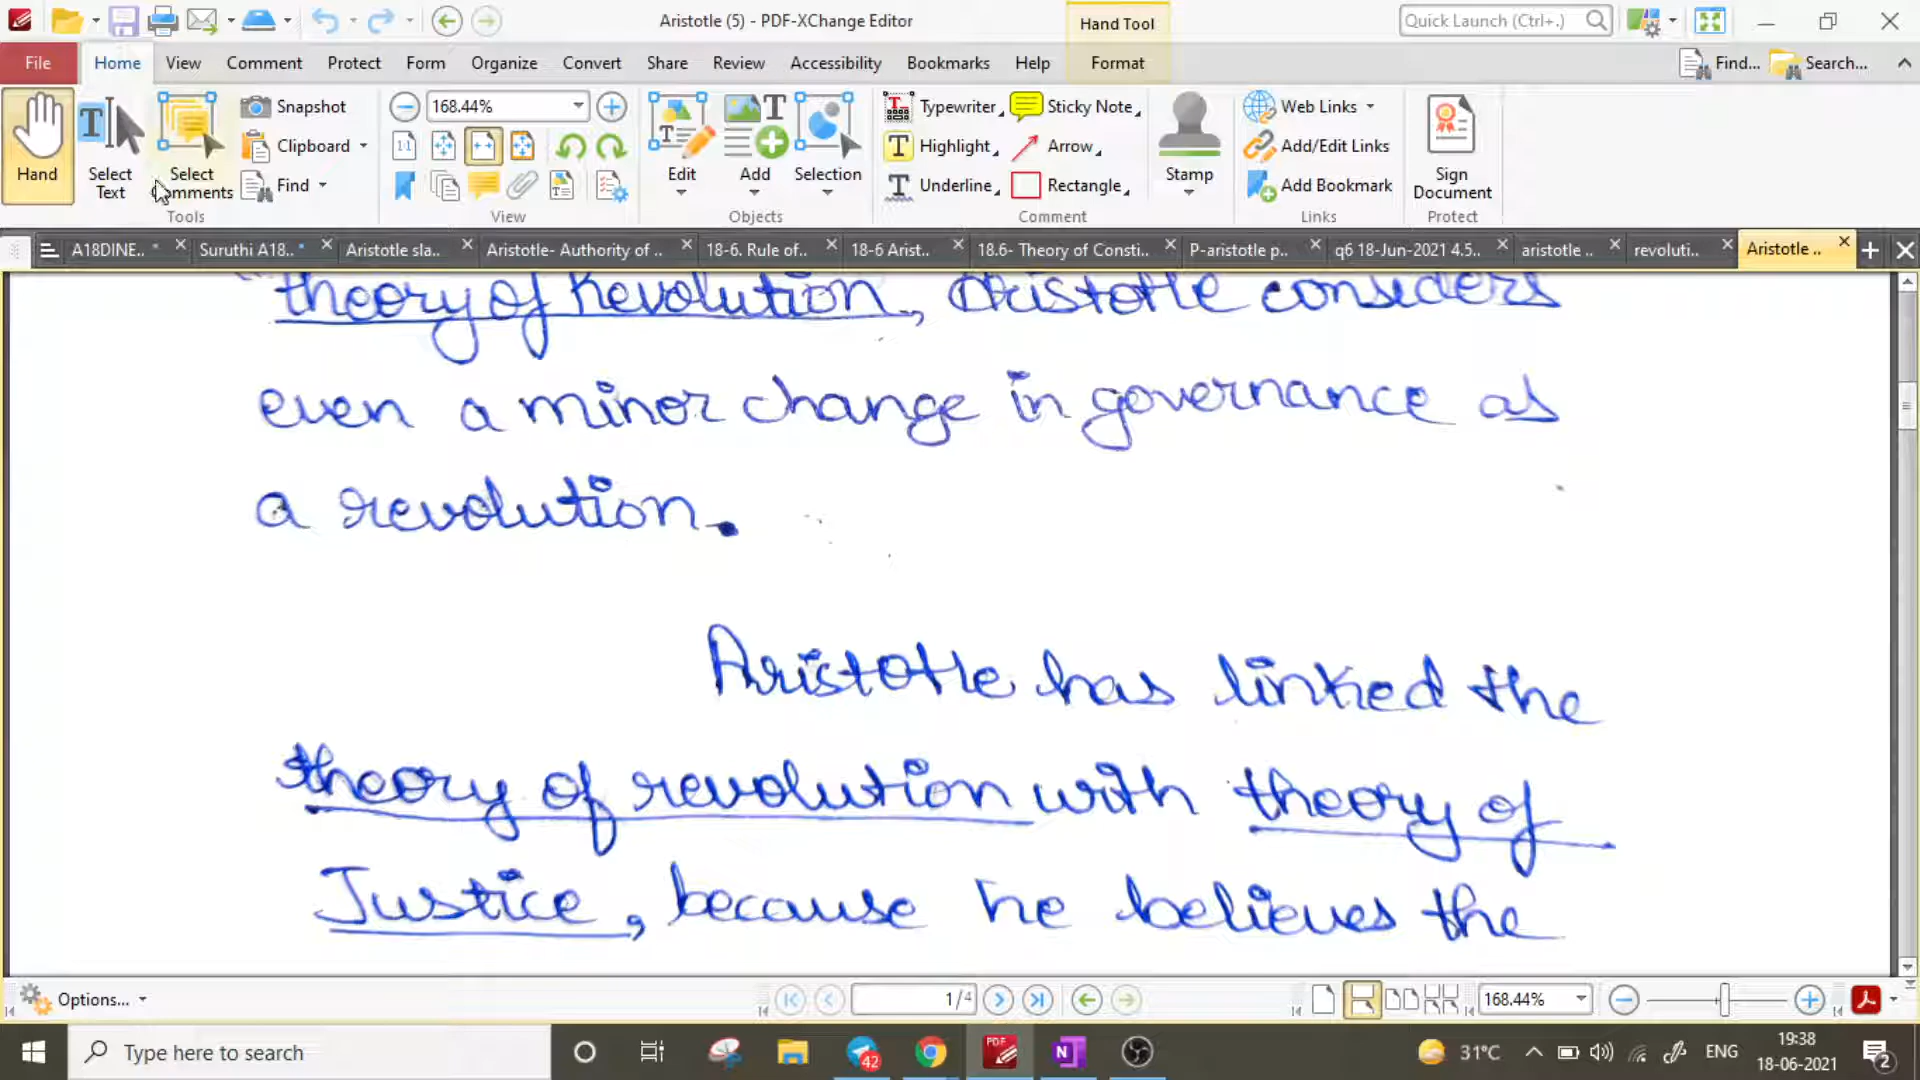 Aristotle (5) - PDF-XChange Editor
Hand Tool
Quick Launch (Ctrl+.)
File Home View Comment Protect Form Organize Convert Share Review Accessibility Bookmarks Help Format Find... Search...
Hand
Select Text
Select Comments
Snapshot
Clipboard
Find
Tools
168.44%
View
Edit Add Selection
Objects
Typewriter Sticky Note
Highlight Arrow
Underline Rectangle
Comment
Stamp
Web Links
Add/Edit Links
Add Bookmark
Links
Sign Document
Protect
A18DINE.. * Suruthi A18.. * Aristotle sla.. Aristotle- Authority of .. 18-6. Rule of.. 18-6 Arist.. 18.6- Theory of Consti.. P-aristotle p.. q6 18-Jun-2021 4.5.. aristotle .. revoluti.. Aristotle ..
theory of Revolution, Aristotle considers
even a minor change in governance as
a revolution.
Aristotle has linked the
theory of revolution with theory of
Justice, because he believes the
Options... 1/4 168.44%
Type here to search 42 PDF N 31°C ENG 19:38
18-06-2021 2